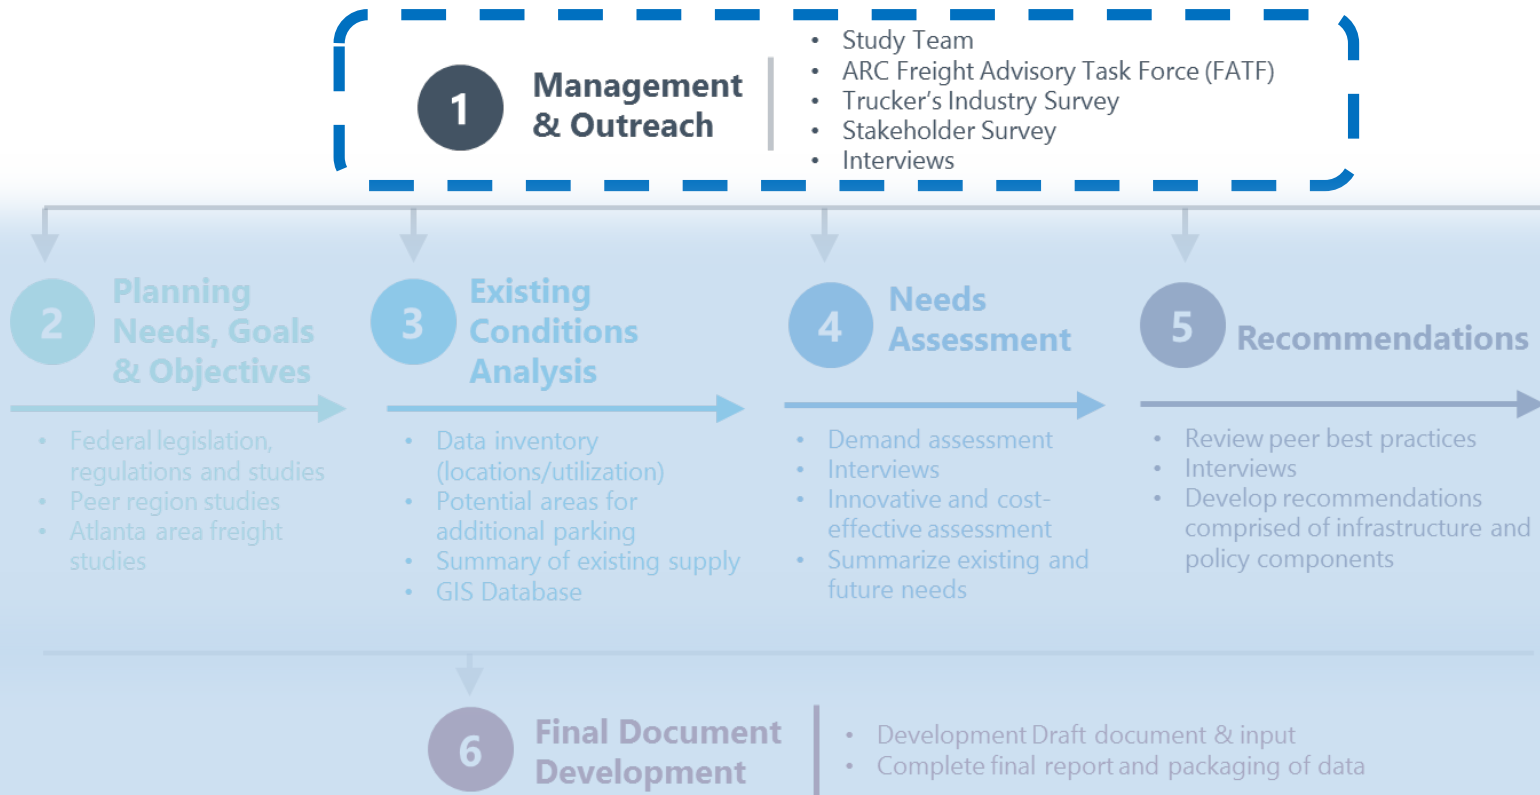 1
Management
& Outreach
• Study Team
• ARC Freight Advisory Task Force (FATF)
• Trucker's Industry Survey
• Stakeholder Survey
• Interviews
2
Planning
Needs, Goals
& Objectives
• Federal legislation,
regulations and studies
• Peer region studies
• Atlanta area freight
studies
3
Existing
Conditions
Analysis
• Data inventory
(locations/utilization)
• Potential areas for
additional parking
• Summary of existing supply
• GIS Database
4
Needs
Assessment
• Demand assessment
• Interviews
• Innovative and cost-
effective assessment
• Summarize existing and
future needs
5
Recommendations
• Review peer best practices
• Interviews
• Develop recommendations
comprised of infrastructure and
policy components
6
Final Document
Development
• Development Draft document & input
• Complete final report and packaging of data